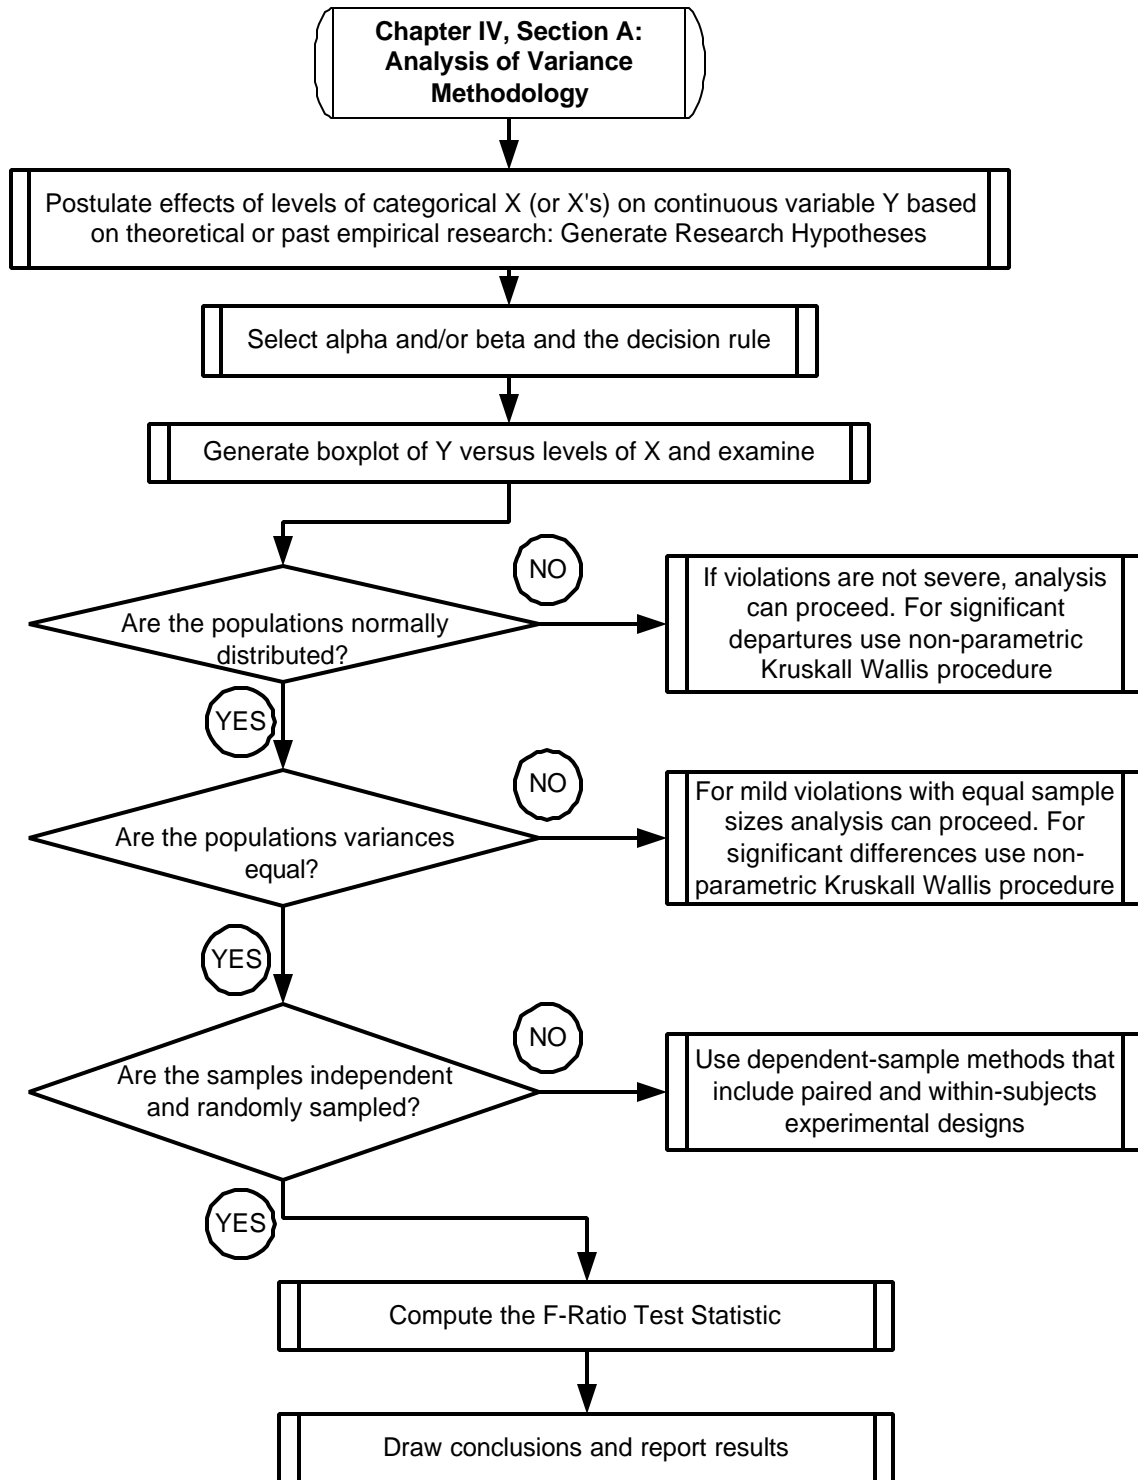 Chapter IV, Section A:
Analysis of Variance
Methodology
Postulate effects of levels of categorical X (or X's) on continuous variable Y based
on theoretical or past empirical research: Generate Research Hypotheses
Select alpha and/or beta and the decision rule
Generate boxplot of Y versus levels of X and examine
Are the populations normally
distributed?
NO
If violations are not severe, analysis
can proceed. For significant
departures use non-parametric
Kruskall Wallis procedure
YES
Are the populations variances
equal?
NO
For mild violations with equal sample
sizes analysis can proceed. For
significant differences use non-
parametric Kruskall Wallis procedure
YES
Are the samples independent
and randomly sampled?
NO
Use dependent-sample methods that
include paired and within-subjects
experimental designs
YES
Compute the F-Ratio Test Statistic
Draw conclusions and report results